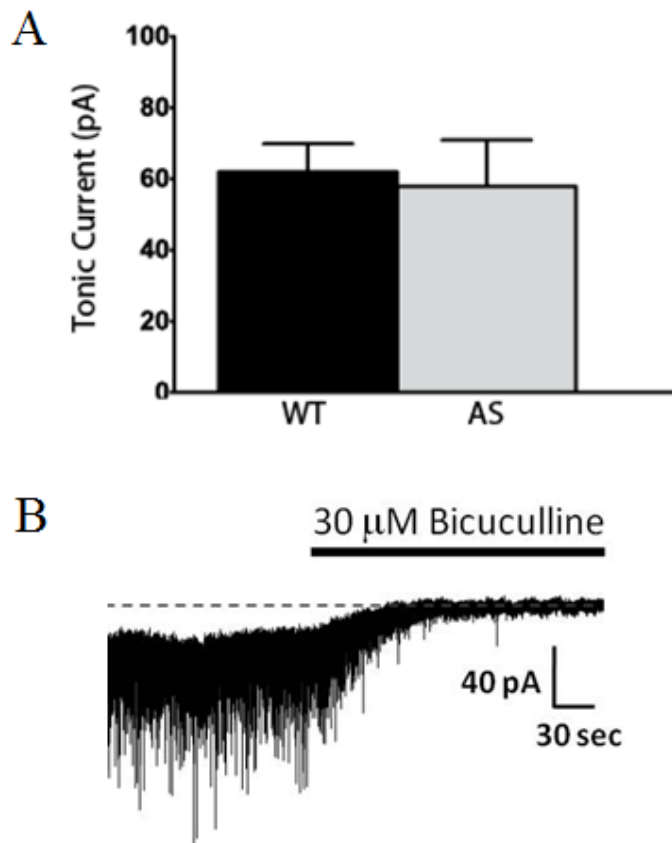 A
Tonic Current (pA)
100
80
60
40
20
0
WT AS
B
30 μM Bicuculline
40 pA
30 sec